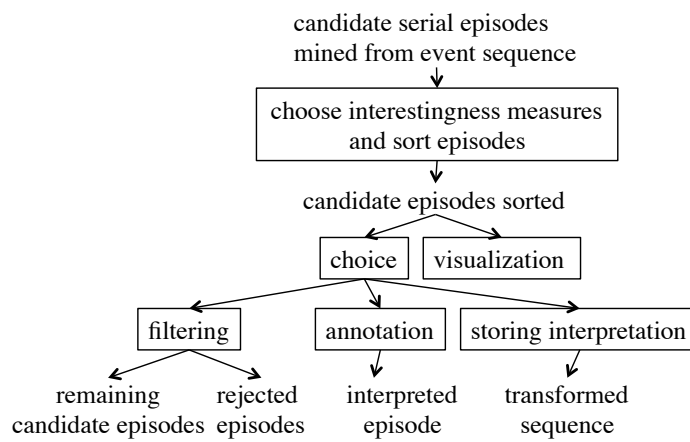 candidate serial episodes
mined from event sequence
choose interestingness measures
and sort episodes
candidate episodes sorted
choice
visualization
filtering
annotation
storing interpretation
remaining
candidate episodes
rejected
episodes
interpreted
episode
transformed
sequence